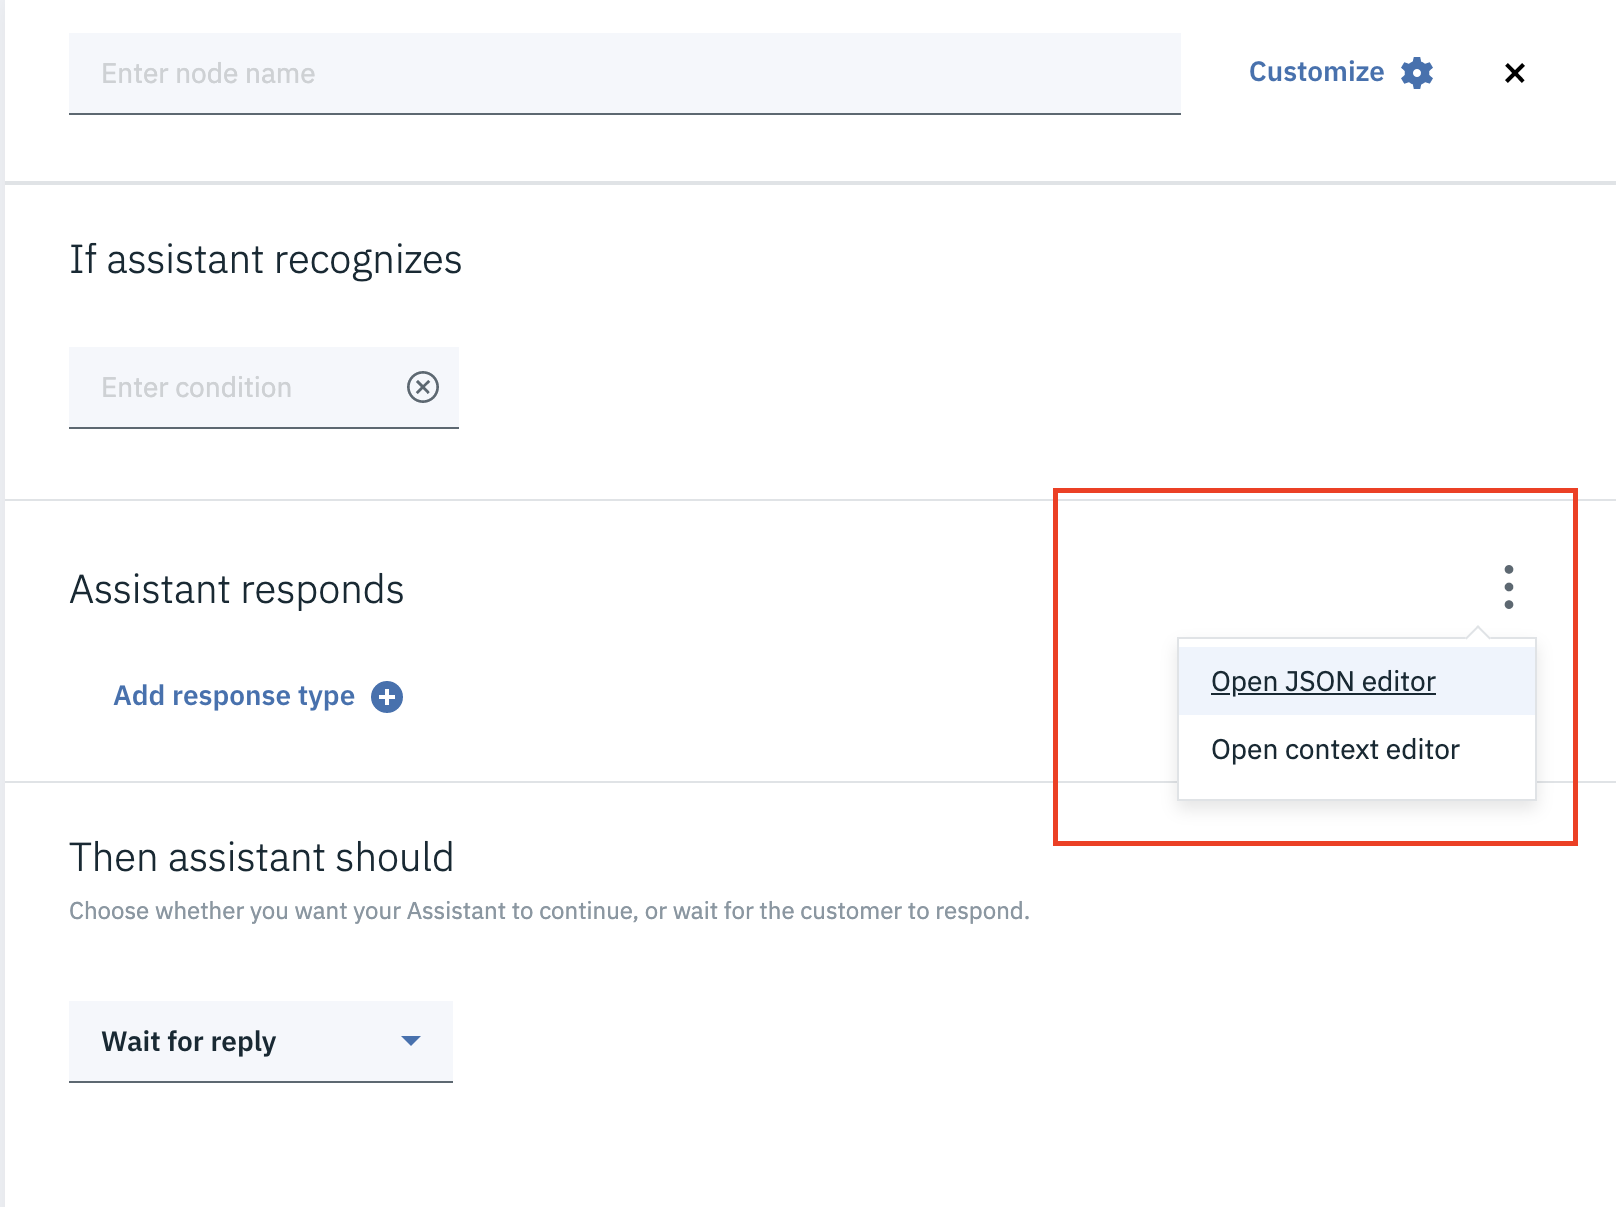 Enter node name
Customize
If assistant recognizes
Enter condition
Assistant responds
Add response type
Open JSON editor
Open context editor
Then assistant should
Choose whether you want your Assistant to continue, or wait for the customer to respond.
Wait for reply